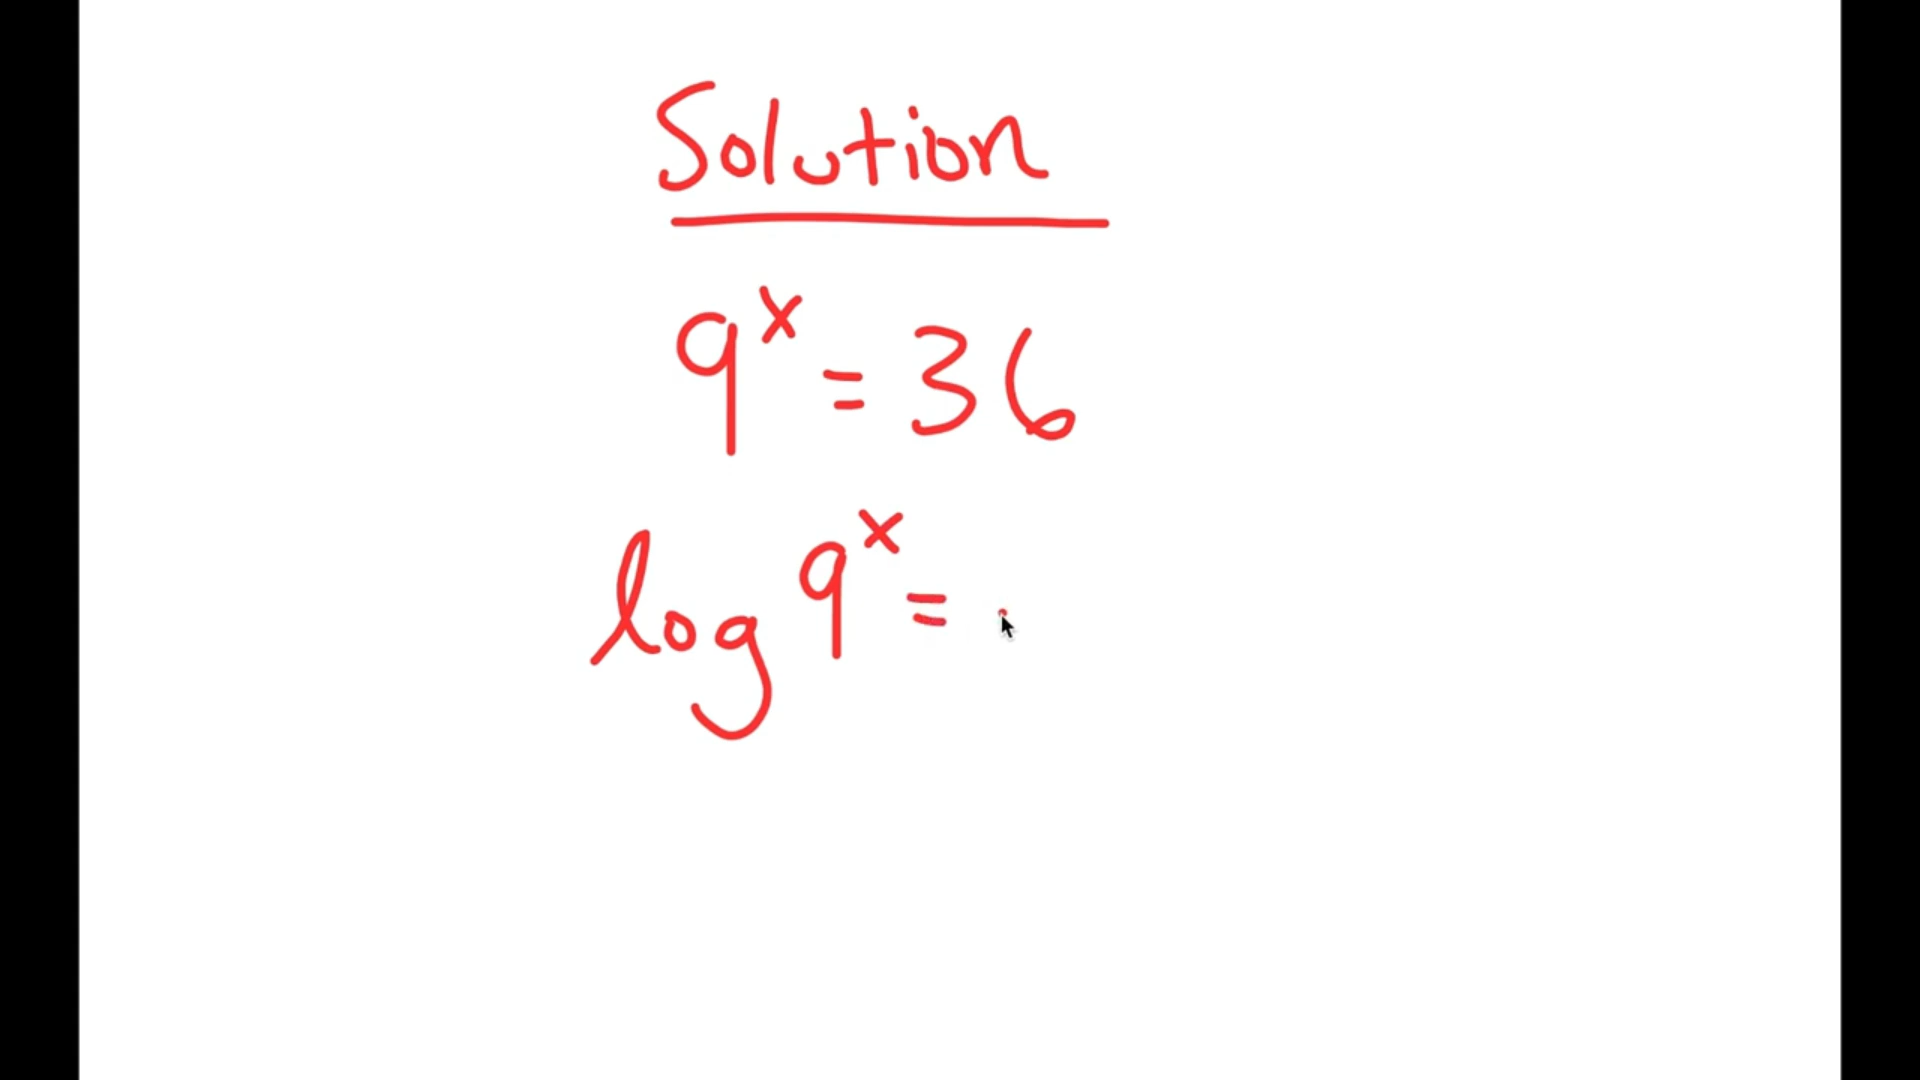 Solution
9^x = 36
log 9^x =